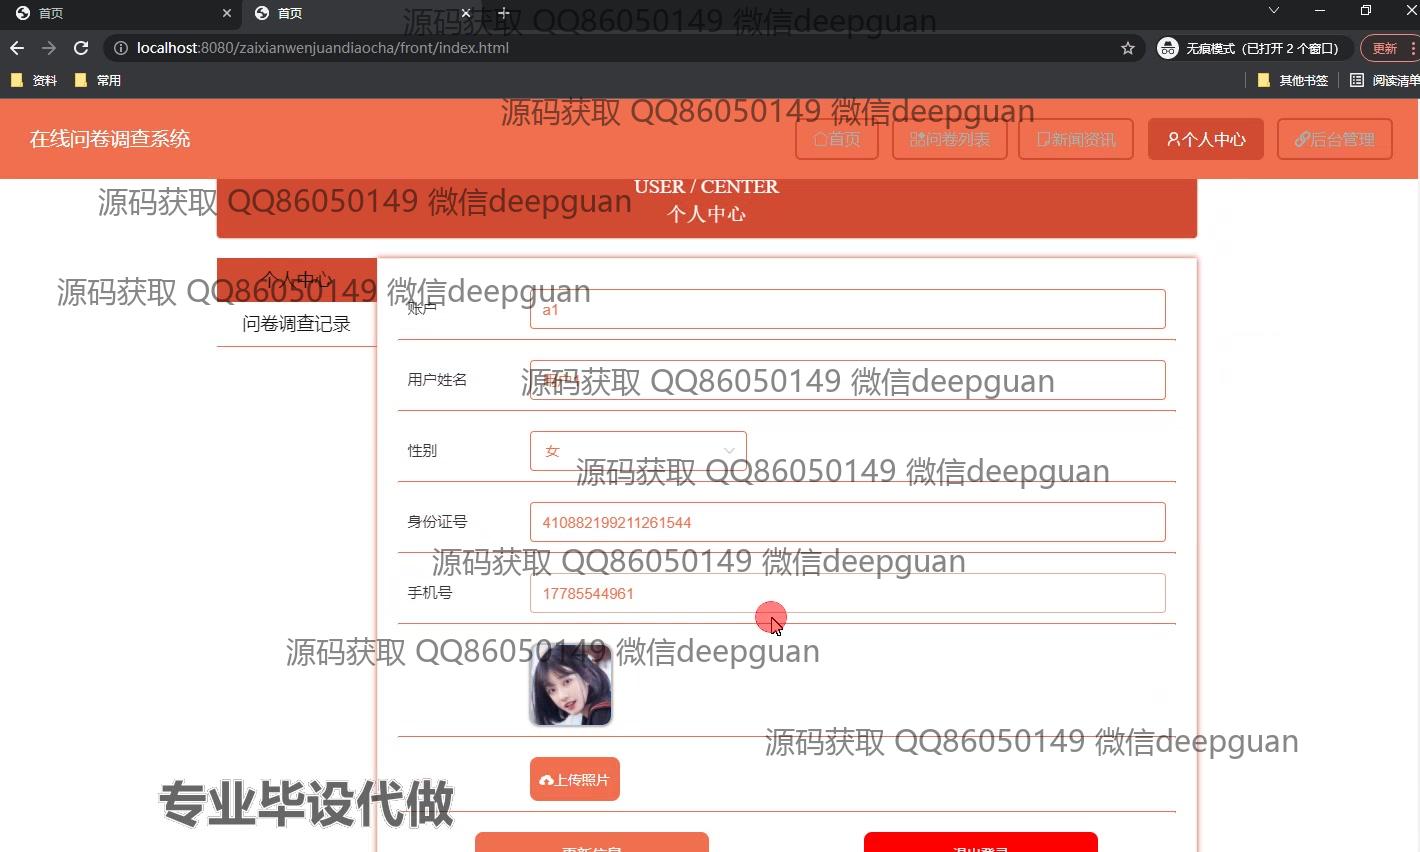 首页
首页
localhost:8080/zaixianwenjuandiaocha/front/index.html
无痕模式（已打开 2 个窗口）
更新
资料
常用
其他书签
阅读清单
源码获取 QQ86050149 微信deepguan
源码获取 QQ86050149 微信deepguan
在线问卷调查系统
首页
问卷列表
新闻资讯
个人中心
后台管理
USER / CENTER
源码获取 QQ86050149 微信deepguan
个人中心
个人中心
源码获取 QQ86050149 微信deepguan
问卷调查记录
账户
a1
用户姓名
源码获取 QQ86050149 微信deepguan
性别
女
源码获取 QQ86050149 微信deepguan
身份证号
410882199211261544
源码获取 QQ86050149 微信deepguan
手机号
17785544961
源码获取 QQ86050149 微信deepguan
源码获取 QQ86050149 微信deepguan
上传照片
专业毕设代做